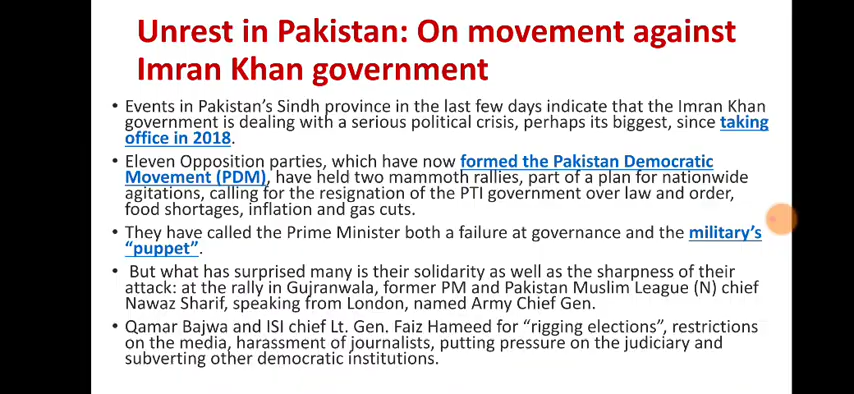 Unrest in Pakistan: On movement against
Imran Khan government
• Events in Pakistan's Sindh province in the last few days indicate that the Imran Khan
government is dealing with a serious political crisis, perhaps its biggest, since taking
office in 2018.
• Eleven Opposition parties, which have now formed the Pakistan Democratic
Movement (PDM), have held two mammoth rallies, part of a plan for nationwide
agitations, calling for the resignation of the PTI government over law and order,
food shortages, inflation and gas cuts.
• They have called the Prime Minister both a failure at governance and the military's
"puppet".
• But what has surprised many is their solidarity as well as the sharpness of their
attack: at the rally in Gujranwala, former PM and Pakistan Muslim League (N) chief
Nawaz Sharif, speaking from London, named Army Chief Gen.
• Qamar Bajwa and ISI chief Lt. Gen. Faiz Hameed for "rigging elections", restrictions
on the media, harassment of journalists, putting pressure on the judiciary and
subverting other democratic institutions.